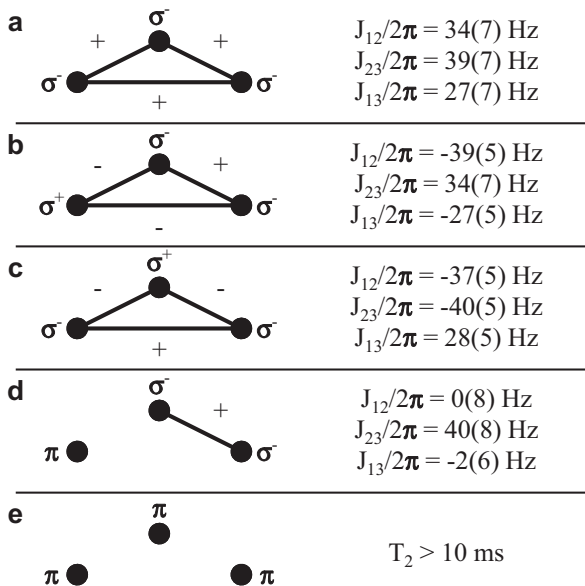 a
σ⁻
+ +
σ⁻ σ⁻
+
J₁₂/2π = 34(7) Hz
J₂₃/2π = 39(7) Hz
J₁₃/2π = 27(7) Hz
b
σ⁻
- +
σ⁺ σ⁻
-
J₁₂/2π = -39(5) Hz
J₂₃/2π = 34(7) Hz
J₁₃/2π = -27(5) Hz
c
σ⁺
- -
σ⁻ σ⁻
+
J₁₂/2π = -37(5) Hz
J₂₃/2π = -40(5) Hz
J₁₃/2π = 28(5) Hz
d
σ⁻
+
π σ⁻
J₁₂/2π = 0(8) Hz
J₂₃/2π = 40(8) Hz
J₁₃/2π = -2(6) Hz
e
π
π π
T₂ > 10 ms